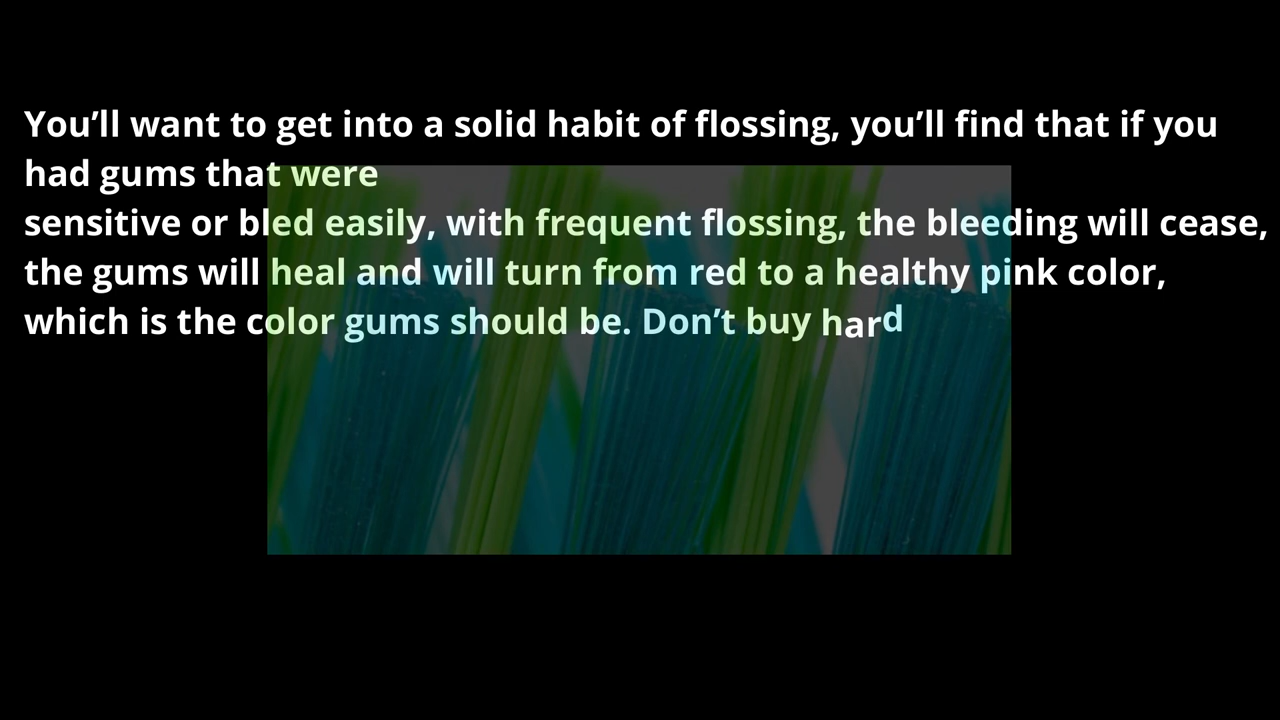 You’ll want to get into a solid habit of flossing, you’ll find that if you
had gums that were
sensitive or bled easily, with frequent flossing, the bleeding will cease,
the gums will heal and will turn from red to a healthy pink color,
which is the color gums should be. Don’t buy hard